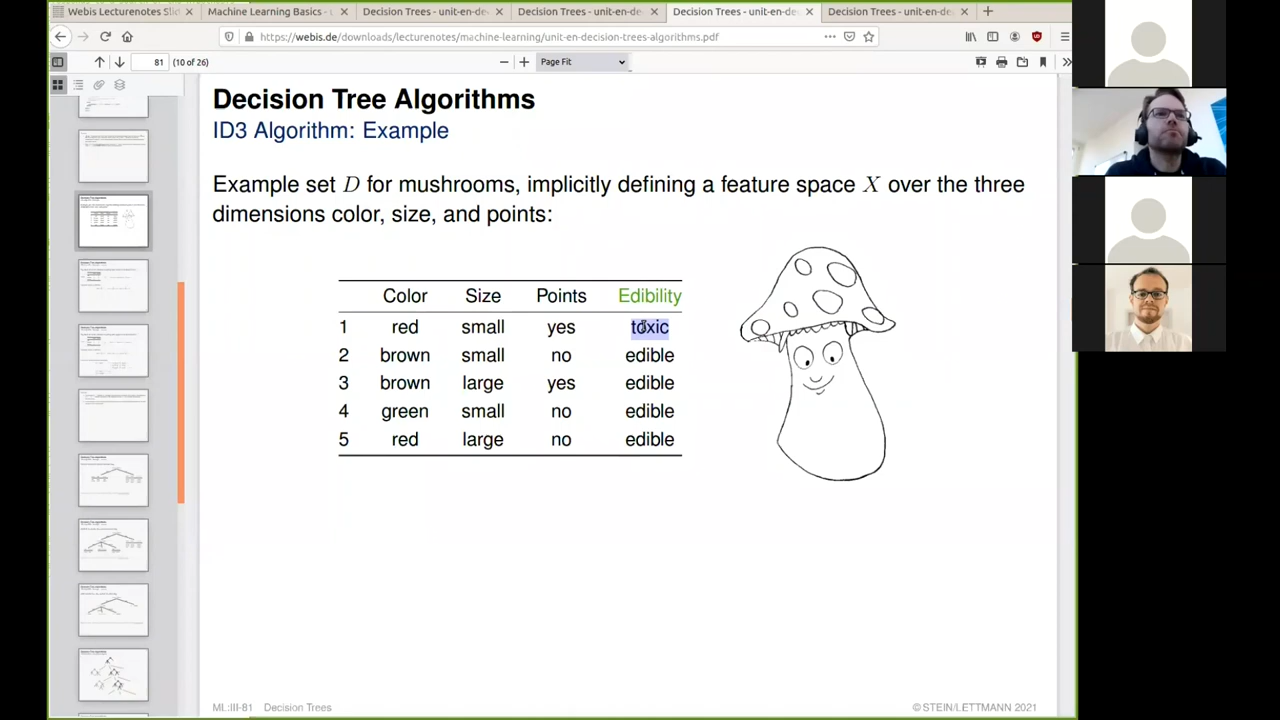 Webis Lecturenotes Sli
Machine Learning Basics - u
Decision Trees - unit-en-de
Decision Trees - unit-en-de
Decision Trees - unit-en-de
Decision Trees - unit-en-de
https://webis.de/downloads/lecturenotes/machine-learning/unit-en-decision-trees-algorithms.pdf
81 (10 of 26)
Page Fit
Decision Tree Algorithms
ID3 Algorithm: Example
Example set D for mushrooms, implicitly defining a feature space X over the three
dimensions color, size, and points:
Color Size Points Edibility
1 red small yes toxic
2 brown small no edible
3 brown large yes edible
4 green small no edible
5 red large no edible
ML:III-81 Decision Trees
© STEIN/LETTMANN 2021